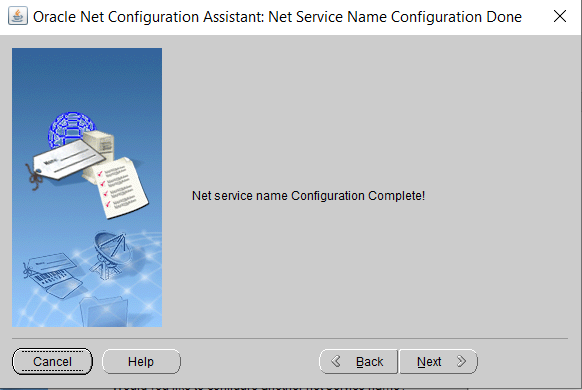 Oracle Net Configuration Assistant: Net Service Name Configuration Done
Net service name Configuration Complete!
Cancel
Help
Back
Next